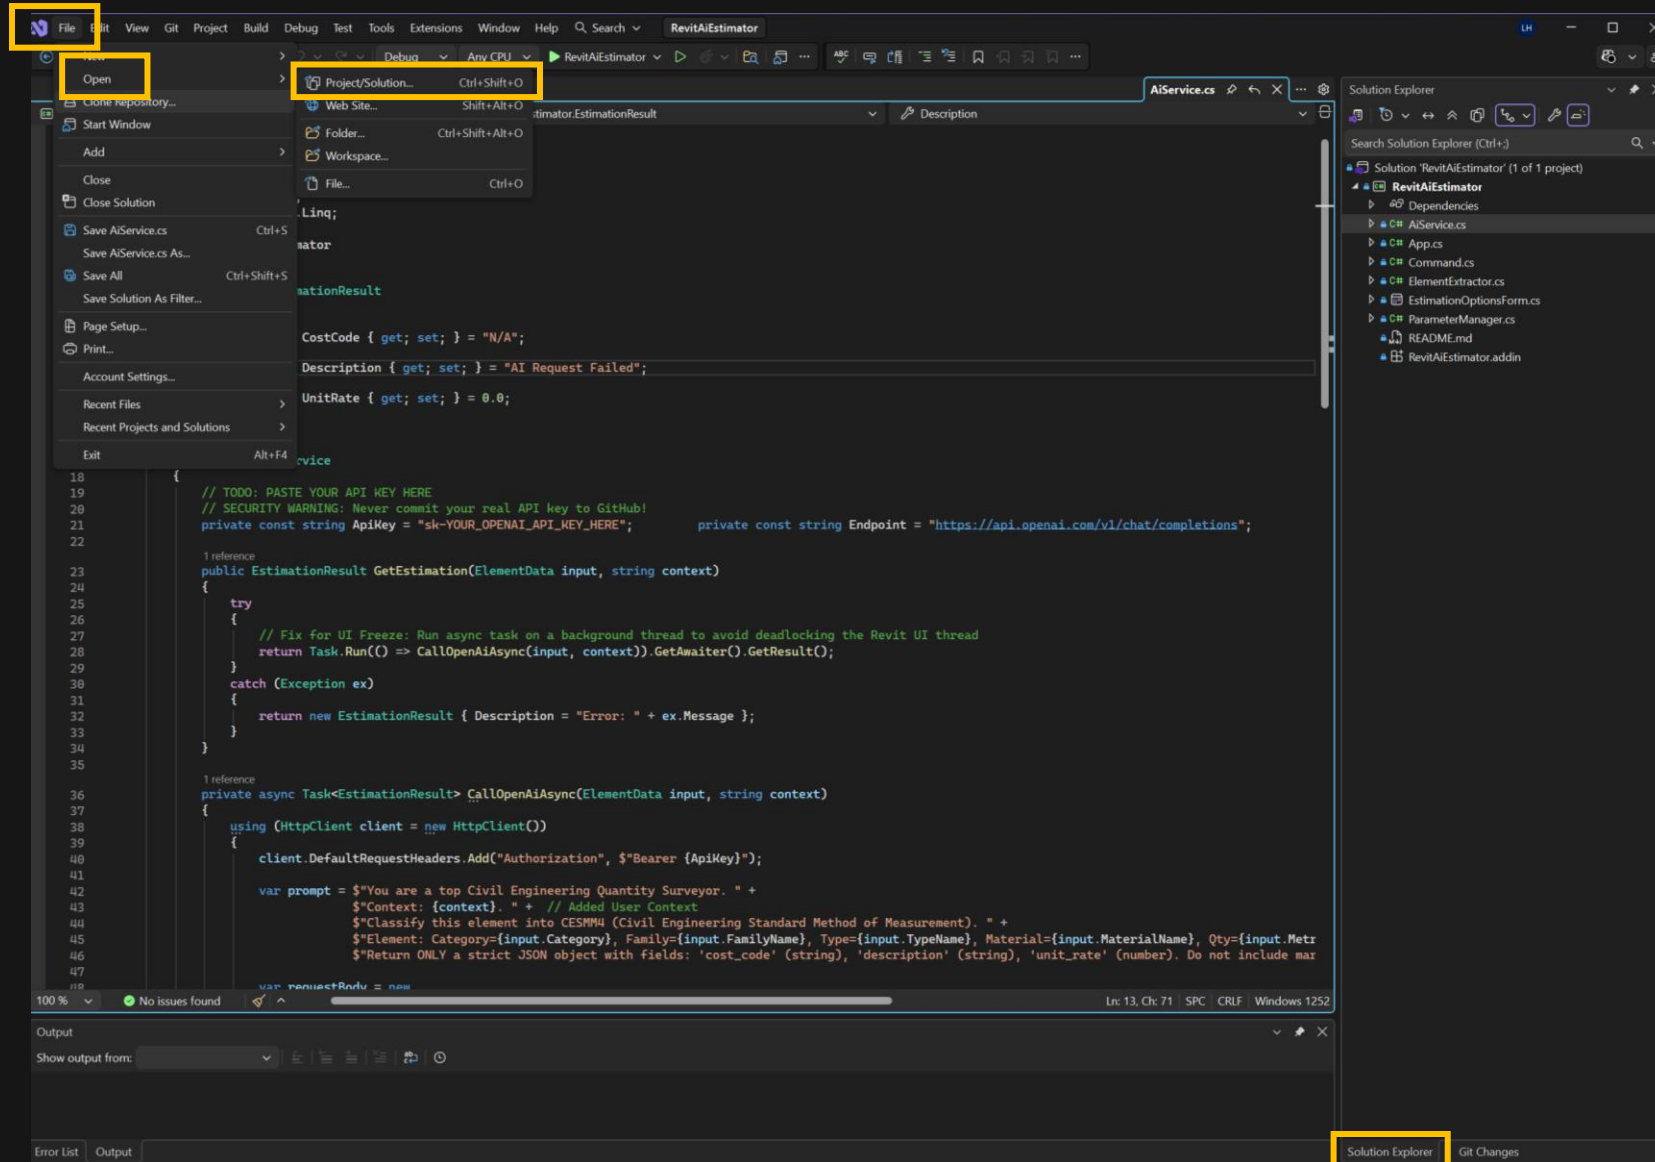 File Edit View Git Project Build Debug Test Tools Extensions Window Help Search RevitAiEstimator LH
New Debug Any CPU RevitAiEstimator
Open
Clone Repository...
Start Window
Add
Close
Close Solution
Save AiService.cs Ctrl+S
Save AiService.cs As...
Save All Ctrl+Shift+S
Save Solution As Filter...
Page Setup...
Print...
Account Settings...
Recent Files
Recent Projects and Solutions
Exit Alt+F4
Project/Solution... Ctrl+Shift+O
Web Site... Shift+Alt+O
Folder... Ctrl+Shift+Alt+O
Workspace...
File... Ctrl+O
AiService.cs
timator.EstimationResult Description
.Linq;
mator
mationResult
CostCode { get; set; } = "N/A";
Description { get; set; } = "AI Request Failed";
UnitRate { get; set; } = 0.0;
rvice
18 {
19 // TODO: PASTE YOUR API KEY HERE
20 // SECURITY WARNING: Never commit your real API key to GitHub!
21 private const string ApiKey = "sk-YOUR_OPENAI_API_KEY_HERE"; private const string Endpoint = "https://api.openai.com/v1/chat/completions";
22
1 reference
23 public EstimationResult GetEstimation(ElementData input, string context)
24 {
25 try
26 {
27 // Fix for UI Freeze: Run async task on a background thread to avoid deadlocking the Revit UI thread
28 return Task.Run(() => CallOpenAiAsync(input, context)).GetAwaiter().GetResult();
29 }
30 catch (Exception ex)
31 {
32 return new EstimationResult { Description = "Error: " + ex.Message };
33 }
34 }
35
1 reference
36 private async Task<EstimationResult> CallOpenAiAsync(ElementData input, string context)
37 {
38 using (HttpClient client = new HttpClient())
39 {
40 client.DefaultRequestHeaders.Add("Authorization", $"Bearer {ApiKey}");
41
42 var prompt = $"You are a top Civil Engineering Quantity Surveyor. " +
43 $"Context: {context}. " + // Added User Context
44 $"Classify this element into CESMM4 (Civil Engineering Standard Method of Measurement). " +
45 $"Element: Category={input.Category}, Family={input.FamilyName}, Type={input.TypeName}, Material={input.MaterialName}, Qty={input.Metr
46 $"Return ONLY a strict JSON object with fields: 'cost_code' (string), 'description' (string), 'unit_rate' (number). Do not include mar
47
48 var requestBody = new
100 % No issues found Ln: 13, Ch: 71 SPC CRLF Windows 1252
Output
Show output from:
Error List Output
Solution Explorer
Search Solution Explorer (Ctrl+;)
Solution 'RevitAiEstimator' (1 of 1 project)
RevitAiEstimator
Dependencies
C# AiService.cs
C# App.cs
C# Command.cs
C# ElementExtractor.cs
EstimationOptionsForm.cs
C# ParameterManager.cs
README.md
RevitAiEstimator.addin
Solution Explorer Git Changes